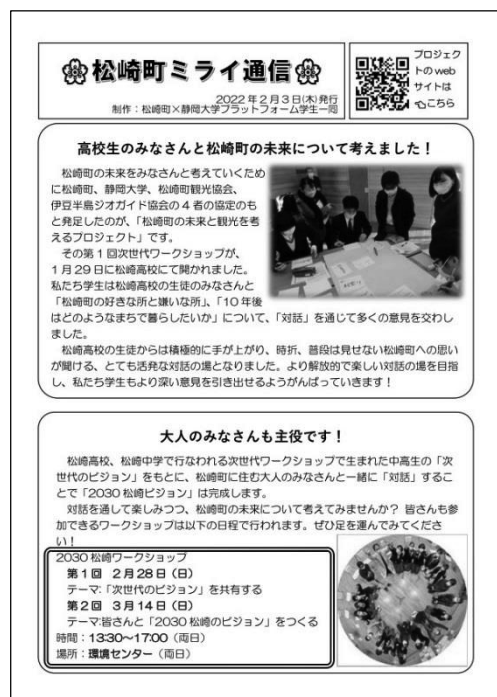 松崎町ミライ通信
2022年2月3日(木)発行
制作：松崎町×静岡大学プラットフォーム学生一同
プロジェク
トのweb
サイトは
こちら
高校生のみなさんと松崎町の未来について考えました！
松崎町の未来をみなさんと考えていくため
に松崎町、静岡大学、松崎町観光協会、
伊豆半島ジオガイド協会の4者の協定のも
と発足したのが、「松崎町の未来と観光を考
えるプロジェクト」です。
その第1回次世代ワークショップが、
1月29日に松崎高校にて開かれました。
私たち学生は松崎高校の生徒のみなさんと
「松崎町の好きな所と嫌いな所」、「10年後
はどのようなまちで暮らしたいか」について、「対話」を通じて多くの意見を交わし
ました。
松崎高校の生徒からは積極的に手が上がり、時折、普段は見せない松崎町への思い
が聞ける、とても活発な対話の場となりました。より解放的で楽しい対話の場を目指
し、私たち学生もより深い意見を引き出せるようがんばっていきます！
大人のみなさんも主役です！
松崎高校、松崎中学で行なわれる次世代ワークショップで生まれた中高生の「次
世代のビジョン」をもとに、松崎町に住む大人のみなさんと一緒に「対話」するこ
とで「2030松崎ビジョン」は完成します。
対話を通して楽しみつつ、松崎町の未来について考えてみませんか？ 皆さんも参
加できるワークショップは以下の日程で行われます。ぜひ足を運んでみてくださ
い！
2030松崎ワークショップ
第1回 2月28日（日）
テーマ:「次世代のビジョン」を共有する
第2回 3月14日（日）
テーマ:皆さんと「2030松崎のビジョン」をつくる
時間：13:30～17:00（両日）
場所：環境センター（両日）